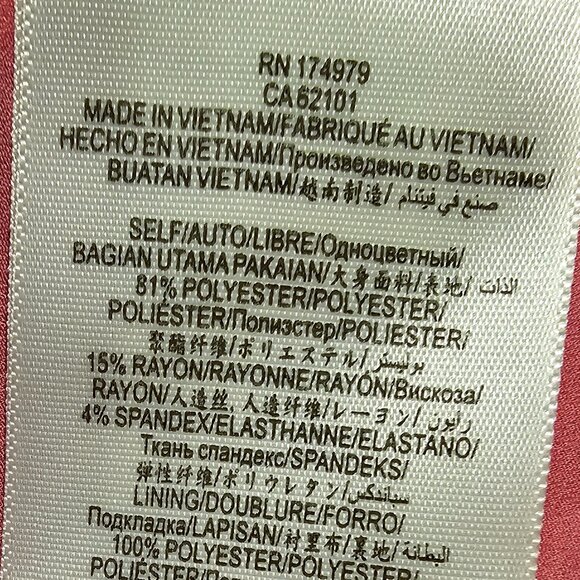 RN 174979
CA 62101
MADE IN VIETNAM/FABRIQUÉ AU VIETNAM/
HECHO EN VIETNAM/Произведено во Вьетнаме/
BUATAN VIETNAM/越南制造/ صنع في فيتنام
SELF/AUTO/LIBRE/Одноцветный/
BAGIAN UTAMA PAKAIAN/大身面料/表地/ الذات
81% POLYESTER/POLYESTER/
POLIÉSTER/Полиэстер/POLIESTER/
聚酯纤维/ポリエステル/بوليستر
15% RAYON/RAYONNE/RAYÓN/Вискоза/
RAYON/人造丝, 人造纤维/レーヨン/ رايون
4% SPANDEX/ELASTHANNE/ELASTANO/
Ткань спандекс/SPANDEKS/
弹性纤维/ポリウレタン/سباندكس
LINING/DOUBLURE/FORRO/
Подкладка/LAPISAN/衬里布/裏地/البطانة
100% POLYESTER/POLYESTER/